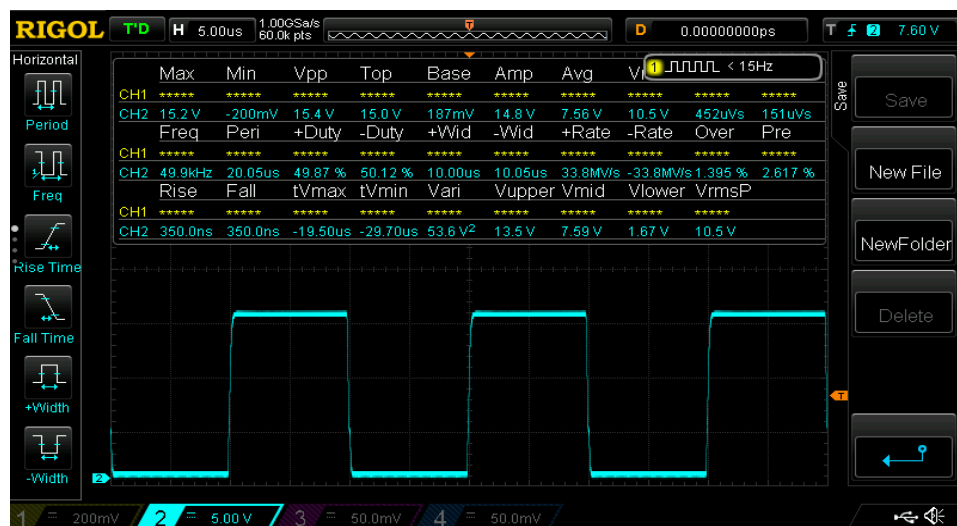 RIGOL T'D H 5.00us 1.00GSa/s 60.0k pts D 0.00000000ps T 2 7.60 V
Horizontal
Period
Freq
Rise Time
Fall Time
+Width
-Width
1 < 15Hz
Max Min Vpp Top Base Amp Avg
CH1 ***** ***** ***** ***** ***** ***** ***** ***** ***** *****
CH2 15.2 V -200mV 15.4 V 15.0 V 187mV 14.8 V 7.56 V 10.5 V 452uVs 151uVs
Freq Peri +Duty -Duty +Wid -Wid +Rate -Rate Over Pre
CH1 ***** ***** ***** ***** ***** ***** ***** ***** ***** *****
CH2 49.9kHz 20.05us 49.87 % 50.12 % 10.00us 10.05us 33.8MV/s -33.8MV/s 1.395 % 2.617 %
Rise Fall tVmax tVmin Vari Vupper Vmid Vlower VrmsP
CH1 ***** ***** ***** ***** ***** ***** ***** ***** *****
CH2 350.0ns 350.0ns -19.50us -29.70us 53.6 V² 13.5 V 7.59 V 1.67 V 10.5 V
T
2
Save
Save
New File
NewFolder
Delete
1 = 200mV 2 = 5.00 V 3 = 50.0mV 4 = 50.0mV